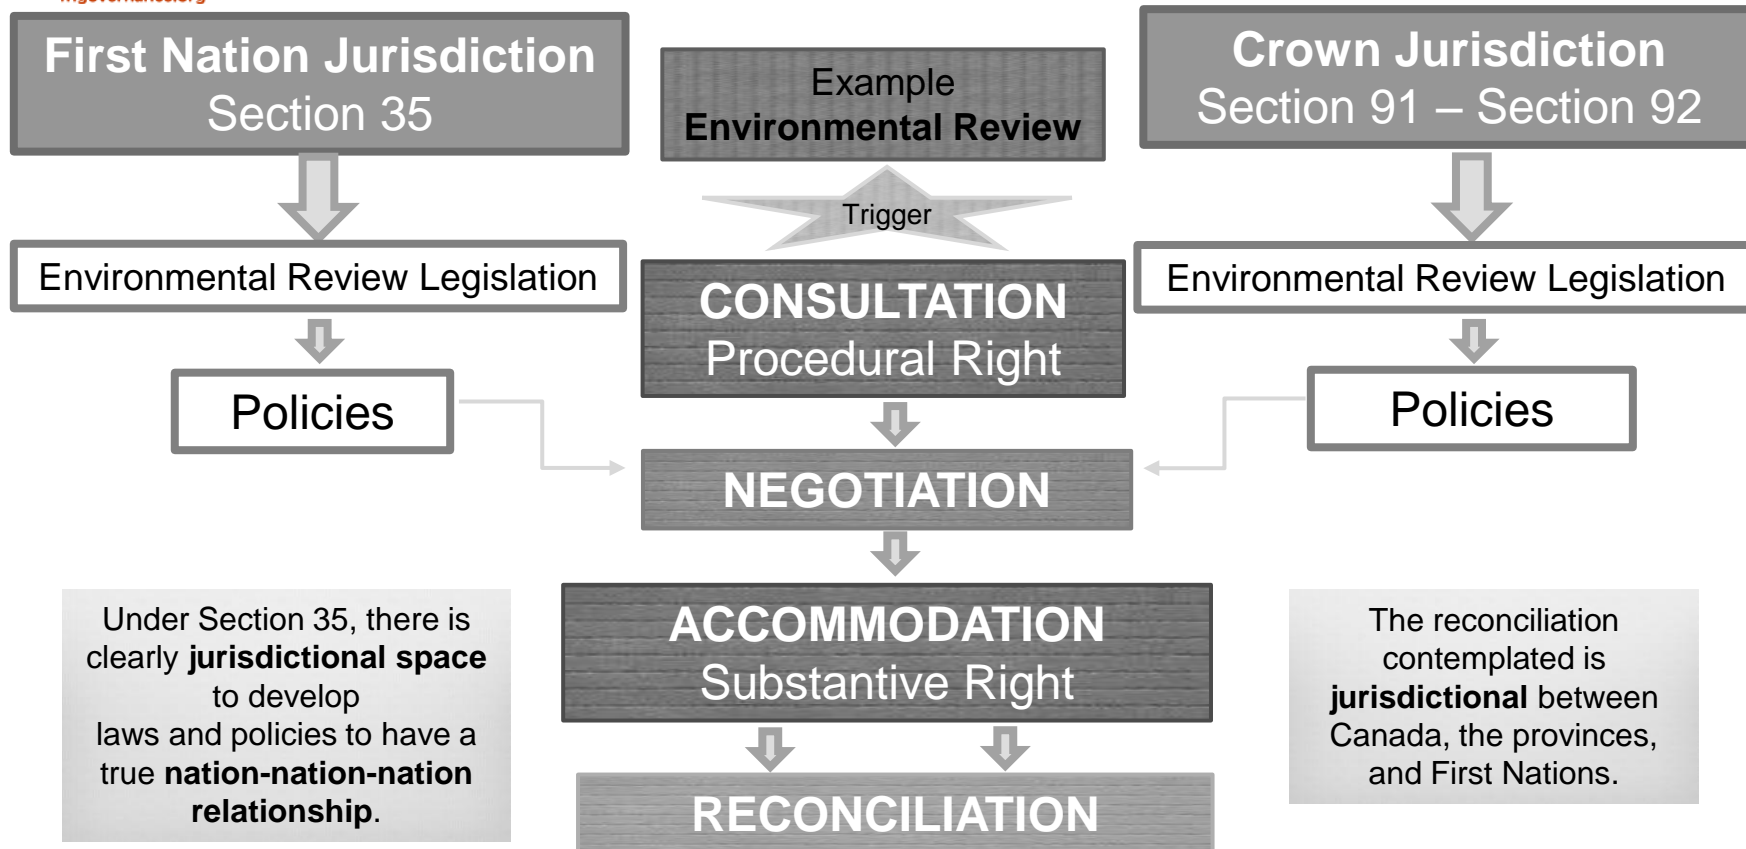 First Nation Jurisdiction
Section 35
Example
Environmental Review
Crown Jurisdiction
Section 91 – Section 92
Trigger
Environmental Review Legislation
CONSULTATION
Procedural Right
Environmental Review Legislation
Policies
Policies
NEGOTIATION
ACCOMMODATION
Substantive Right
Under Section 35, there is
clearly jurisdictional space
to develop
laws and policies to have a
true nation-nation-nation
relationship.
The reconciliation
contemplated is
jurisdictional between
Canada, the provinces,
and First Nations.
RECONCILIATION